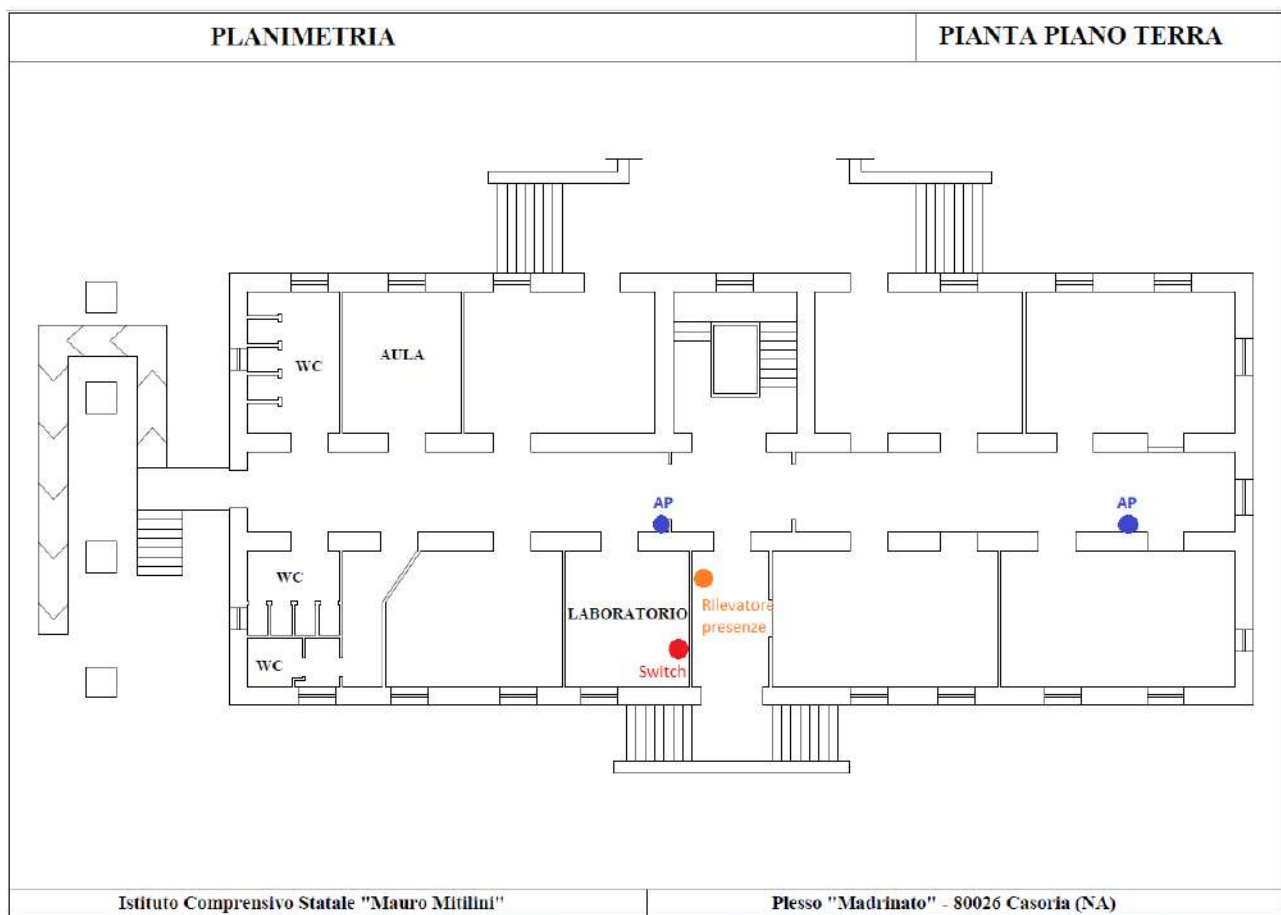 PLANIMETRIA
PIANTA PIANO TERRA
WC
AULA
AP
AP
WC
LABORATORIO
Rilevatore
presenze
WC
Switch
Istituto Comprensivo Statale "Mauro Mitilini"
Plesso "Madrinato" - 80026 Casoria (NA)